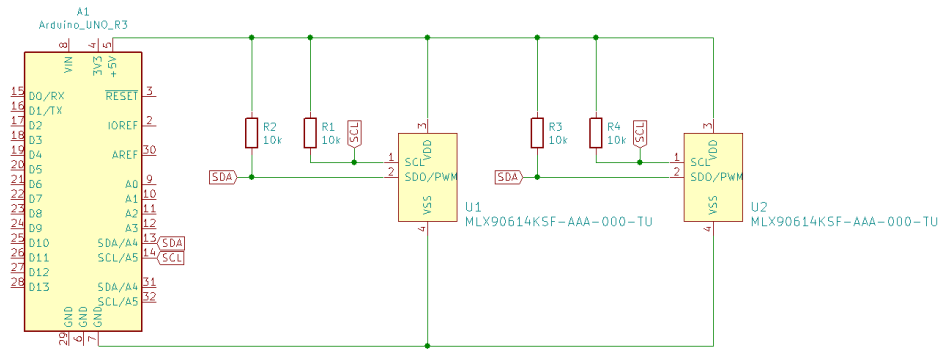 A1
Arduino_UNO_R3
8
4
5
VIN
3V3
+5V
15 D0/RX
RESET 3
16 D1/TX
17 D2
IOREF 2
18 D3
19 D4
AREF 30
20 D5
21 D6
A0 9
22 D7
A1 10
23 D8
A2 11
24 D9
A3 12
25 D10
SDA/A4 13 SDA
26 D11
SCL/A5 14 SCL
27 D12
28 D13
SDA/A4 31
SCL/A5 32
GND
GND
GND
29
6
7
R2
10k
R1
10k
SCL
SDA
3
VDD
1 SCL
2 SDO/PWM
VSS
4
U1
MLX90614KSF-AAA-000-TU
R3
10k
R4
10k
SCL
SDA
3
VDD
1 SCL
2 SDO/PWM
VSS
4
U2
MLX90614KSF-AAA-000-TU